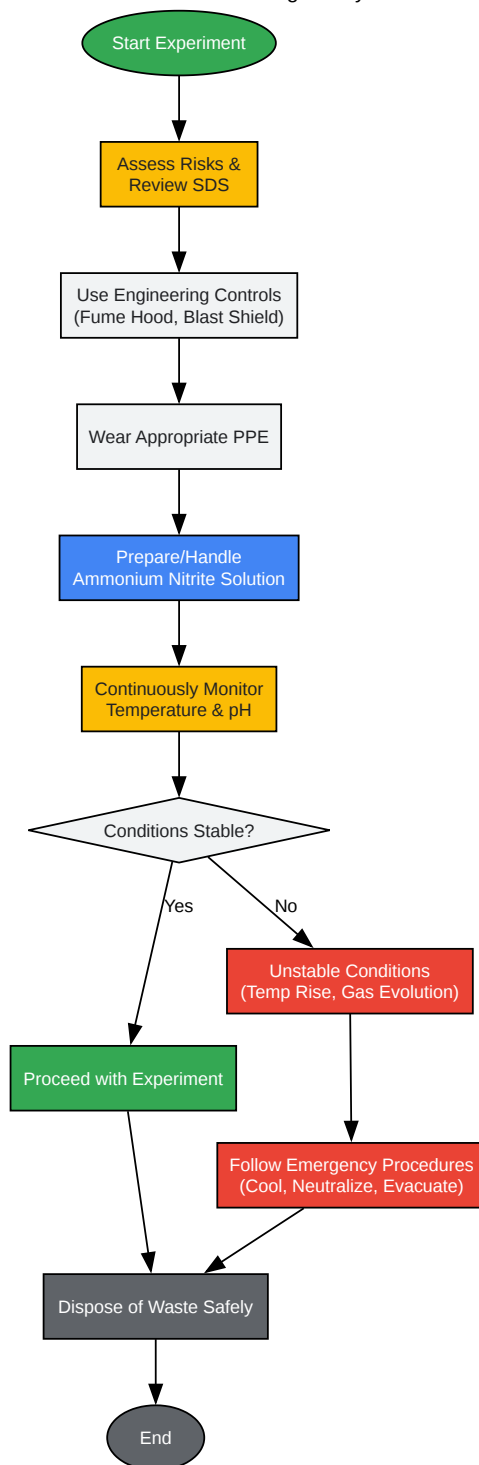 Start Experiment
Assess Risks &
Review SDS
Use Engineering Controls
(Fume Hood, Blast Shield)
Wear Appropriate PPE
Prepare/Handle
Ammonium Nitrite Solution
Continuously Monitor
Temperature & pH
Conditions Stable?
Yes
No
Unstable Conditions
(Temp Rise, Gas Evolution)
Proceed with Experiment
Follow Emergency Procedures
(Cool, Neutralize, Evacuate)
Dispose of Waste Safely
End